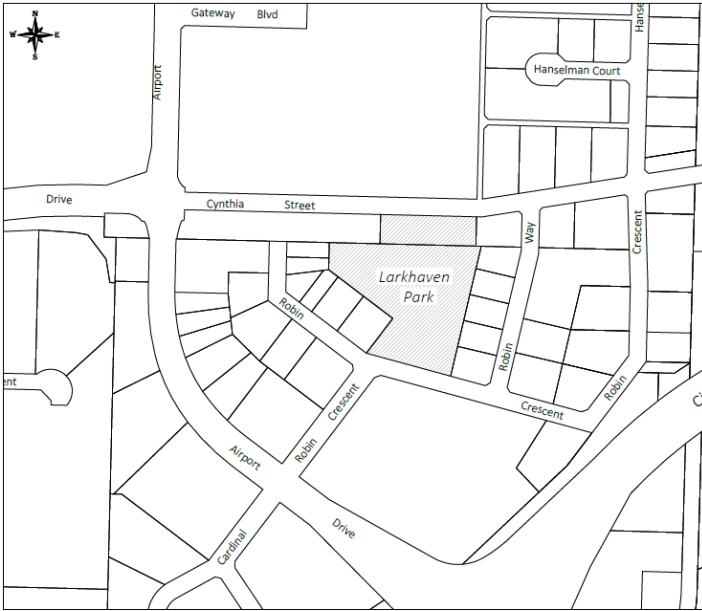 N
W E
S
Gateway Blvd
Airport
Hanse
Hanselman Court
Drive
Cynthia Street
Way
Crescent
Larkhaven
Park
Robin
Robin
Robin
Crescent
Crescent
Robin
ent
Airport
Drive
Cardinal